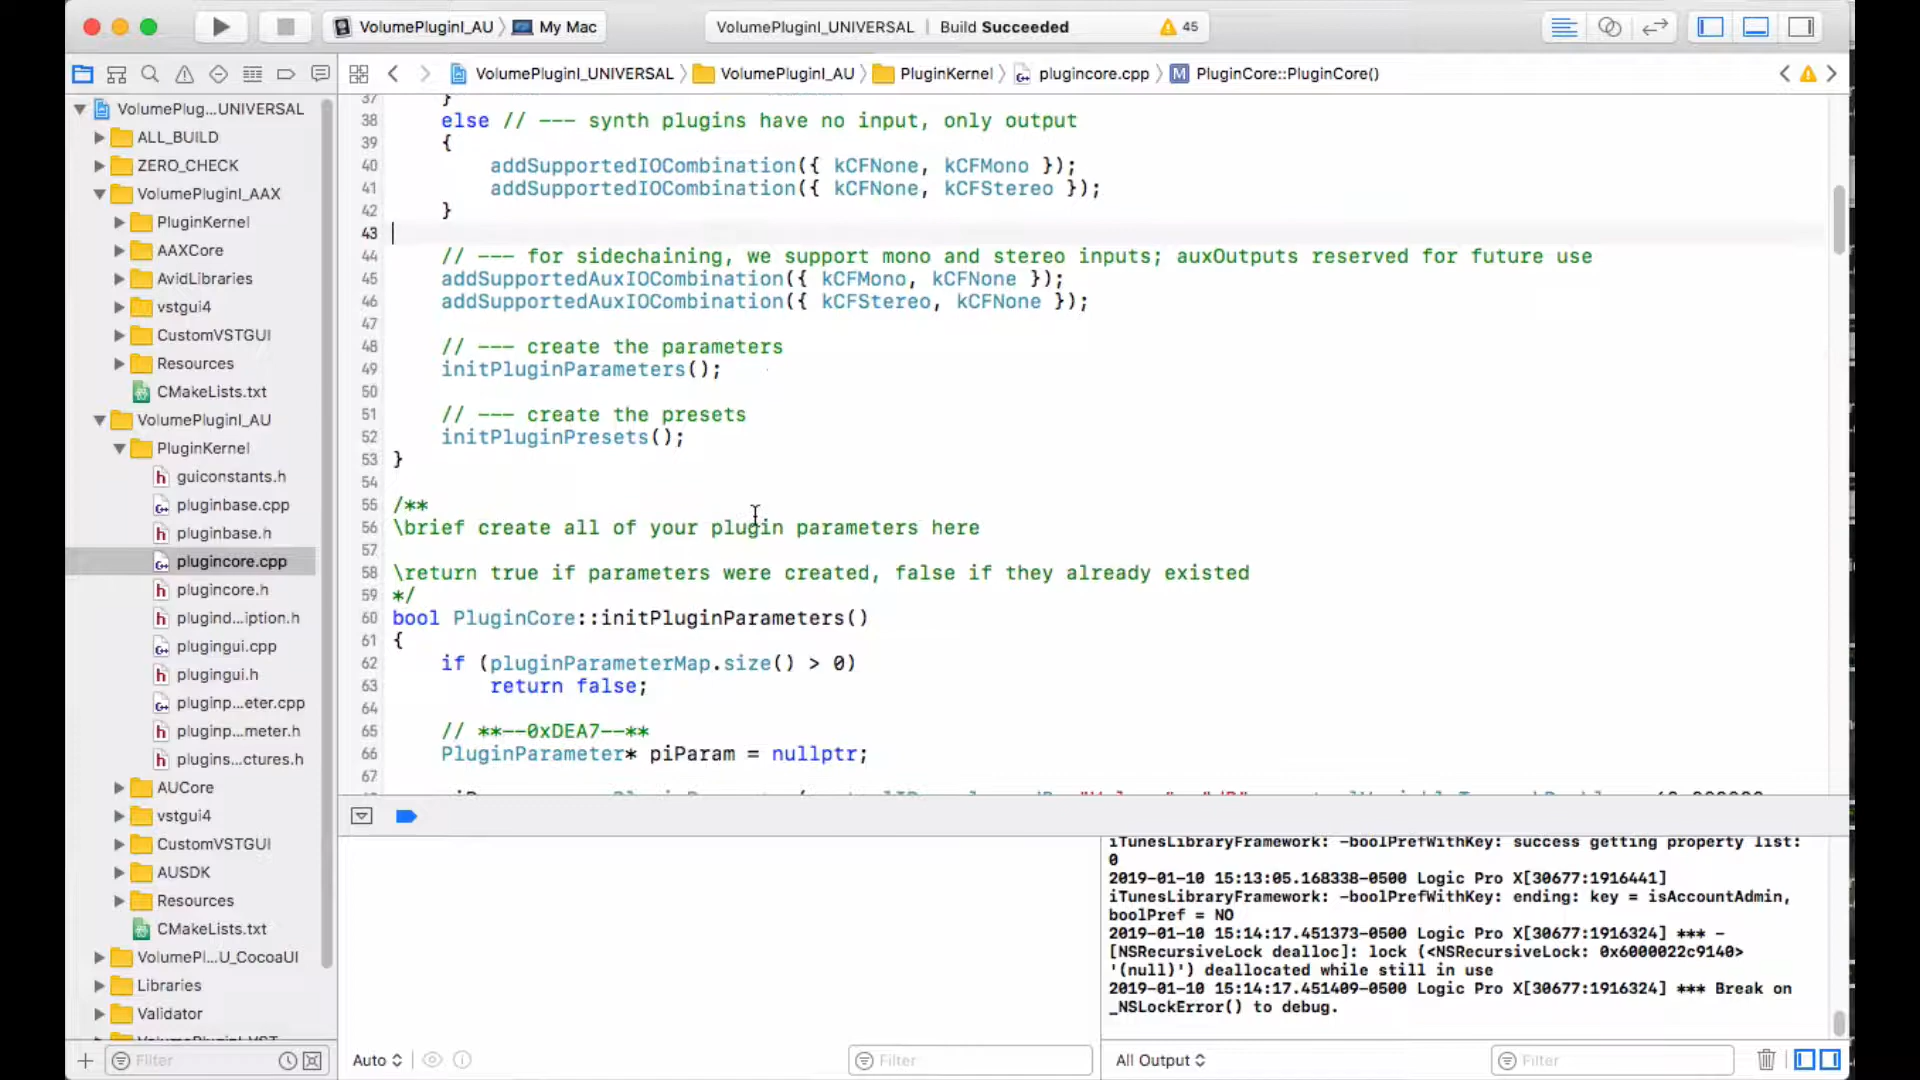 VolumePluginI_AU 〉 My Mac
VolumePluginI_UNIVERSAL | Build Succeeded 45
VolumePluginI_UNIVERSAL 〉 VolumePluginI_AU 〉 PluginKernel 〉 plugincore.cpp 〉 M PluginCore::PluginCore()
VolumePlug...UNIVERSAL
ALL_BUILD
ZERO_CHECK
VolumePluginI_AAX
PluginKernel
AAXCore
AvidLibraries
vstgui4
CustomVSTGUI
Resources
CMakeLists.txt
VolumePluginI_AU
PluginKernel
h guiconstants.h
pluginbase.cpp
h pluginbase.h
plugincore.cpp
h plugincore.h
h plugind...iption.h
plugingui.cpp
h plugingui.h
pluginp...eter.cpp
h pluginp...meter.h
h plugins...ctures.h
AUCore
vstgui4
CustomVSTGUI
AUSDK
Resources
CMakeLists.txt
VolumePl...U_CocoaUI
Libraries
Validator
Filter
37 }
38 else // --- synth plugins have no input, only output
39 {
40 addSupportedIOCombination({ kCFNone, kCFMono });
41 addSupportedIOCombination({ kCFNone, kCFStereo });
42 }
43
44 // --- for sidechaining, we support mono and stereo inputs; auxOutputs reserved for future use
45 addSupportedAuxIOCombination({ kCFMono, kCFNone });
46 addSupportedAuxIOCombination({ kCFStereo, kCFNone });
47
48 // --- create the parameters
49 initPluginParameters();
50
51 // --- create the presets
52 initPluginPresets();
53 }
54
55 /**
56 \brief create all of your plugin parameters here
57
58 \return true if parameters were created, false if they already existed
59 */
60 bool PluginCore::initPluginParameters()
61 {
62 if (pluginParameterMap.size() > 0)
63 return false;
64
65 // **--0xDEA7--**
66 PluginParameter* piParam = nullptr;
67
iTunesLibraryFramework: -boolPrefWithKey: success getting property list:
0
2019-01-10 15:13:05.168338-0500 Logic Pro X[30677:1916441]
iTunesLibraryFramework: -boolPrefWithKey: ending: key = isAccountAdmin,
boolPref = NO
2019-01-10 15:14:17.451373-0500 Logic Pro X[30677:1916324] *** -
[NSRecursiveLock dealloc]: lock (<NSRecursiveLock: 0x6000022c9140>
'(null)') deallocated while still in use
2019-01-10 15:14:17.451409-0500 Logic Pro X[30677:1916324] *** Break on
_NSLockError() to debug.
Auto
Filter
All Output
Filter